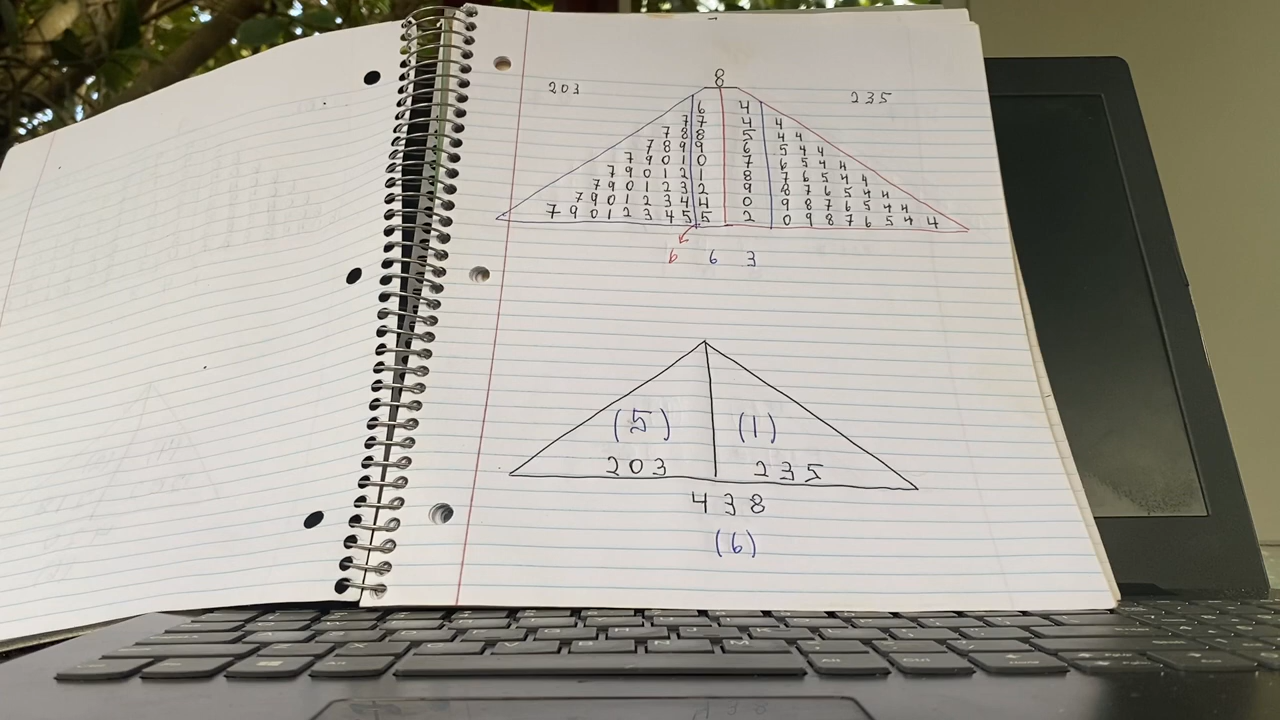 8
203 235
6 4
7 7 4 4
7 8 8 5 4 4
7 8 9 9 6 5 4 4
7 9 0 1 0 7 6 5 4 4
7 9 0 1 2 1 8 7 6 5 4 4
7 9 0 1 2 3 2 9 8 7 6 5 4 4
7 9 0 1 2 3 4 4 0 9 8 7 6 5 4 4
7 9 0 1 2 3 4 5 5 2 0 9 8 7 6 5 4 4
6 6 3
(5) (1)
203 235
438
(6)